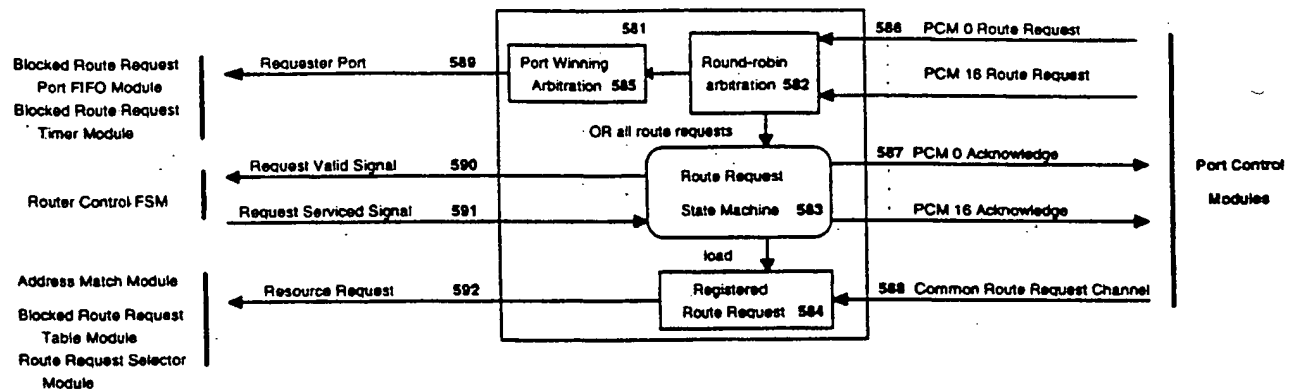 581
586 PCM 0 Route Request
Blocked Route Request
Port FIFO Module
Blocked Route Request
Timer Module
Requester Port 589
Port Winning
Arbitration 585
Round-robin
arbitration 582
PCM 16 Route Request
OR all route requests
587 PCM 0 Acknowledge
Request Valid Signal 590
Route Request
State Machine 583
Port Control
Modules
Router Control FSM
Request Serviced Signal 591
PCM 16 Acknowledge
load
Address Match Module
Blocked Route Request
Table Module
Route Request Selector
Module
Resource Request 592
Registered
Route Request 584
588 Common Route Request Channel